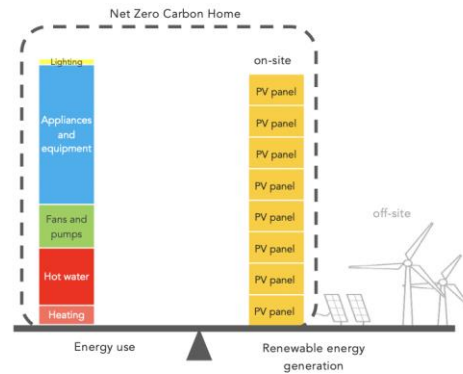 Net Zero Carbon Home
Lighting
Appliances
and
equipment
Fans and
pumps
Hot water
Heating
on-site
PV panel
PV panel
PV panel
PV panel
PV panel
PV panel
PV panel
PV panel
off-site
Energy use
Renewable energy
generation